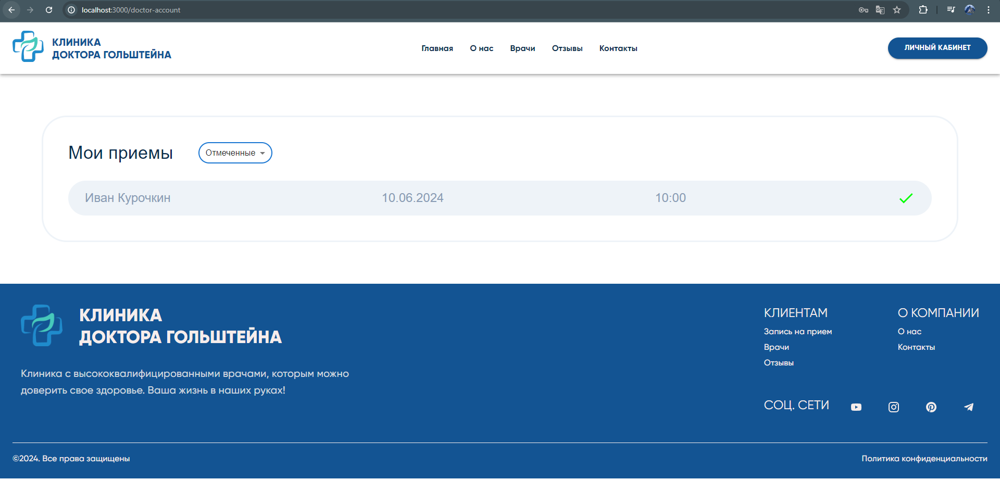 localhost:3000/doctor-account
КЛИНИКА
ДОКТОРА ГОЛЬШТЕЙНА
Главная О нас Врачи Отзывы Контакты
ЛИЧНЫЙ КАБИНЕТ
Мои приемы Отмеченные
Иван Курочкин 10.06.2024 10:00
КЛИНИКА
ДОКТОРА ГОЛЬШТЕЙНА
Клиника с высококвалифицированными врачами, которым можно
доверить свое здоровье. Ваша жизнь в наших руках!
КЛИЕНТАМ
Запись на прием
Врачи
Отзывы
О КОМПАНИИ
О нас
Контакты
СОЦ. СЕТИ
©2024. Все права защищены
Политика конфиденциальности